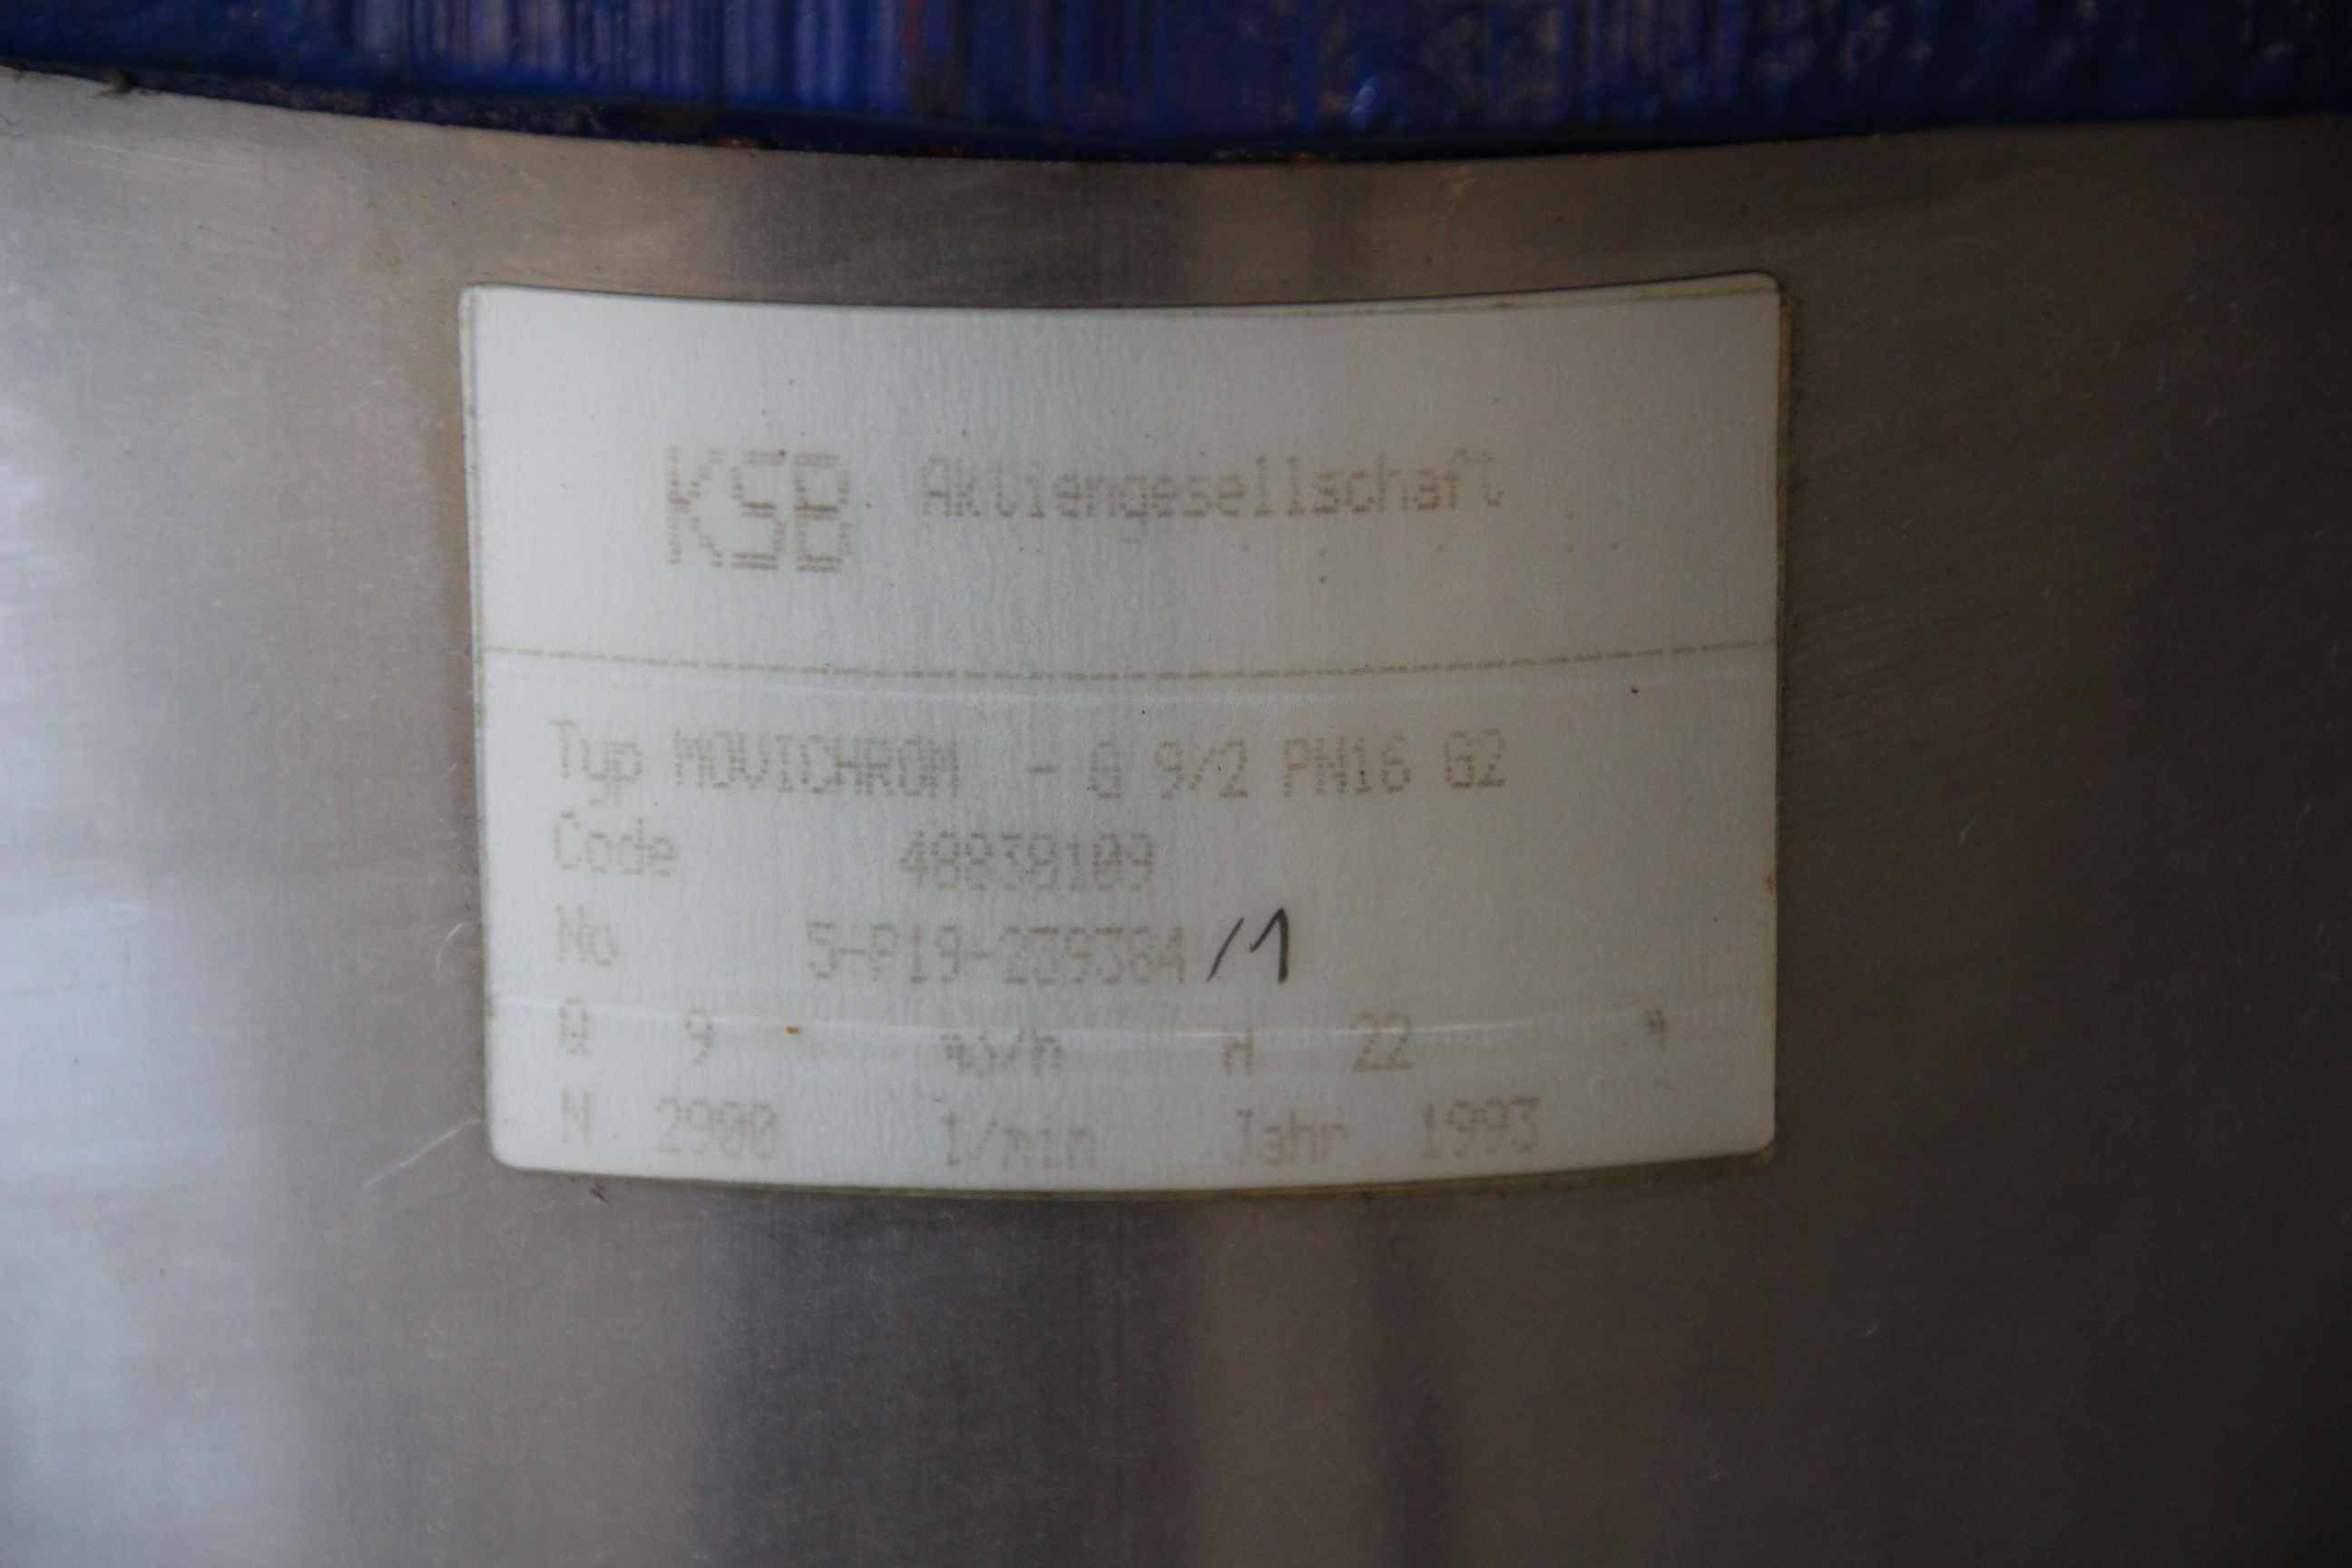 KSB Aktiengesellschaft
Typ MOVICHROM - G 9/2 PN16 G2
Code 48839109
No 5-P19-239384/1
Q 9 m3/h H 22 m
N 2900 1/min Jahr 1993